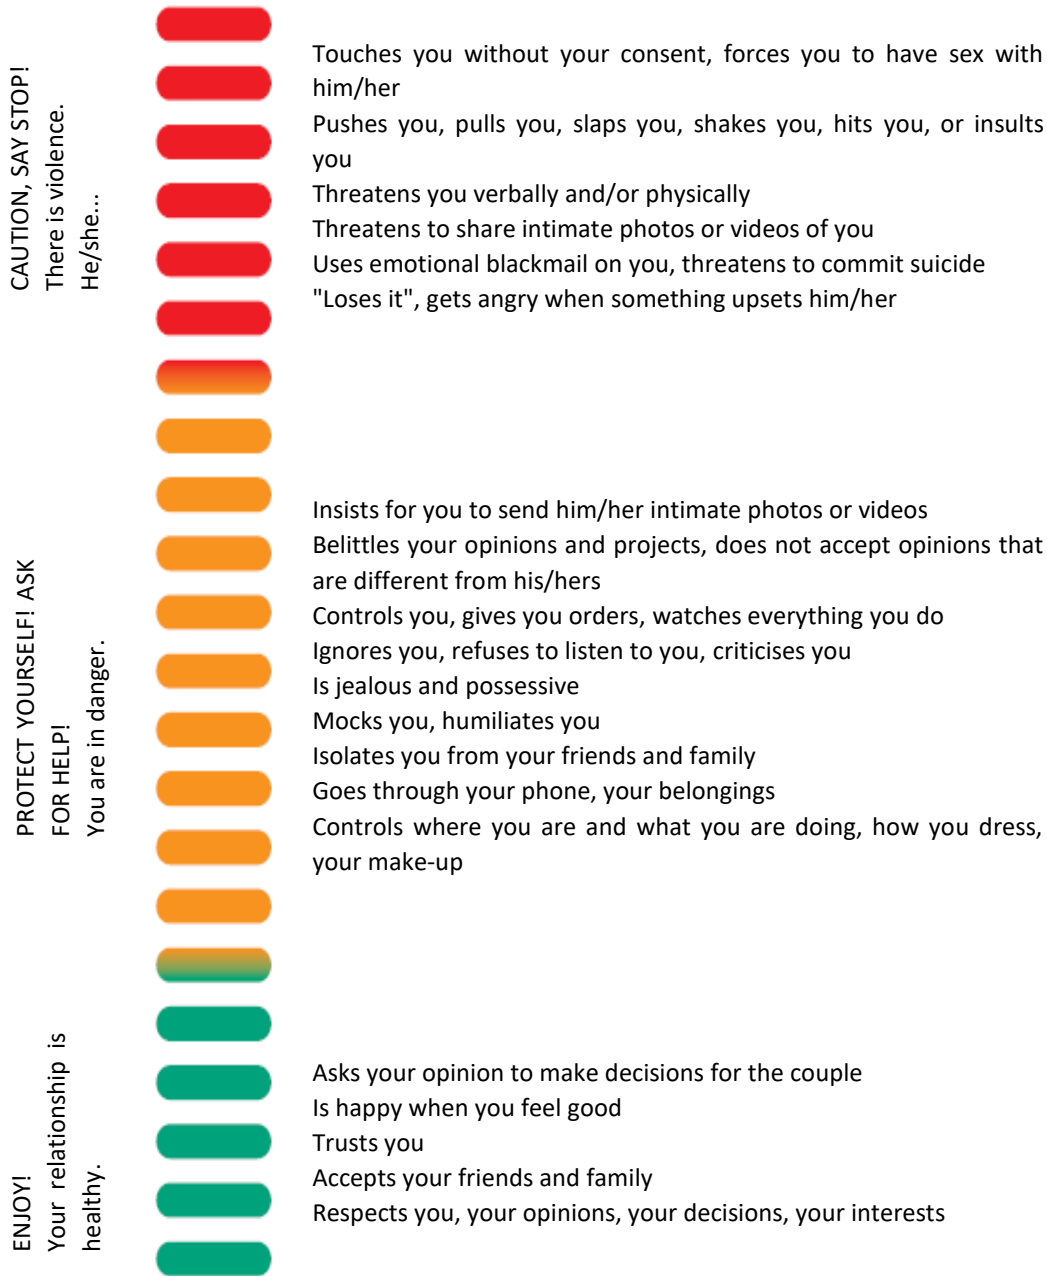 CAUTION, SAY STOP!
There is violence.
He/she...
Touches you without your consent, forces you to have sex with
him/her
Pushes you, pulls you, slaps you, shakes you, hits you, or insults
you
Threatens you verbally and/or physically
Threatens to share intimate photos or videos of you
Uses emotional blackmail on you, threatens to commit suicide
"Loses it", gets angry when something upsets him/her
PROTECT YOURSELF! ASK
FOR HELP!
You are in danger.
Insists for you to send him/her intimate photos or videos
Belittles your opinions and projects, does not accept opinions that
are different from his/hers
Controls you, gives you orders, watches everything you do
Ignores you, refuses to listen to you, criticises you
Is jealous and possessive
Mocks you, humiliates you
Isolates you from your friends and family
Goes through your phone, your belongings
Controls where you are and what you are doing, how you dress,
your make-up
ENJOY!
Your relationship is
healthy.
Asks your opinion to make decisions for the couple
Is happy when you feel good
Trusts you
Accepts your friends and family
Respects you, your opinions, your decisions, your interests